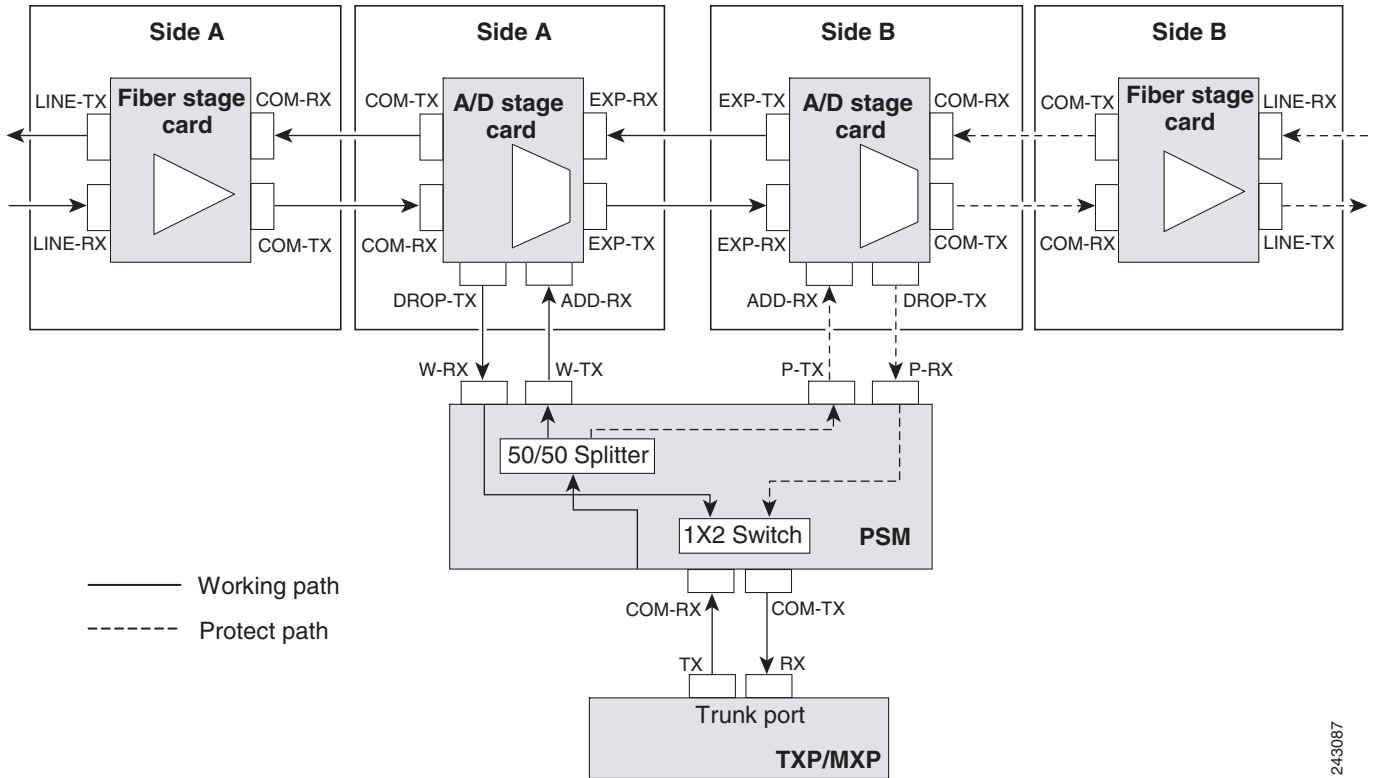 Side A
Side A
Side B
Side B
LINE-TX
Fiber stage
card
COM-RX
COM-TX
A/D stage
card
EXP-RX
EXP-TX
A/D stage
card
COM-RX
COM-TX
Fiber stage
card
LINE-RX
LINE-RX
COM-TX
COM-RX
EXP-TX
EXP-RX
COM-TX
COM-RX
LINE-TX
DROP-TX
ADD-RX
ADD-RX
DROP-TX
W-RX
W-TX
P-TX
P-RX
50/50 Splitter
1X2 Switch
PSM
Working path
Protect path
COM-RX
COM-TX
TX
RX
Trunk port
TXP/MXP
243087